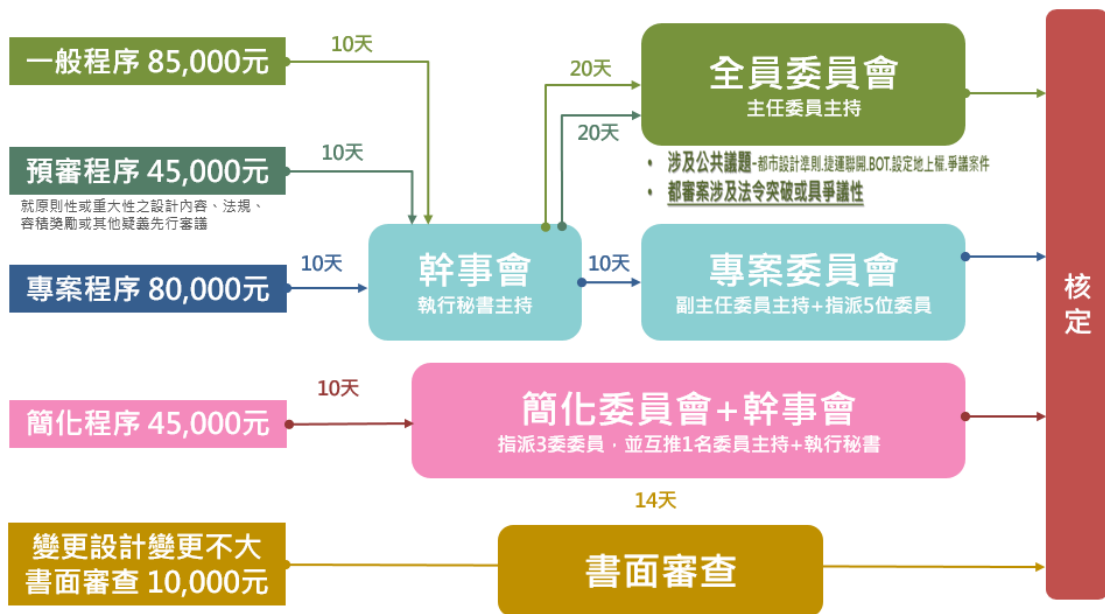 一般程序 85,000元
10天
20天
全員委員會
主任委員主持
20天
預審程序 45,000元
10天
就原則性或重大性之設計內容、法規、
容積獎勵或其他疑義先行審議
• 涉及公共議題-都市設計準則.捷運聯開.BOT.設定地上權.爭議案件
• 都審案涉及法令突破或具爭議性
專案程序 80,000元
10天
幹事會
執行秘書主持
10天
專案委員會
副主任委員主持+指派5位委員
核定
簡化程序 45,000元
10天
簡化委員會+幹事會
指派3委委員，並互推1名委員主持+執行秘書
14天
變更設計變更不大
書面審查 10,000元
書面審查